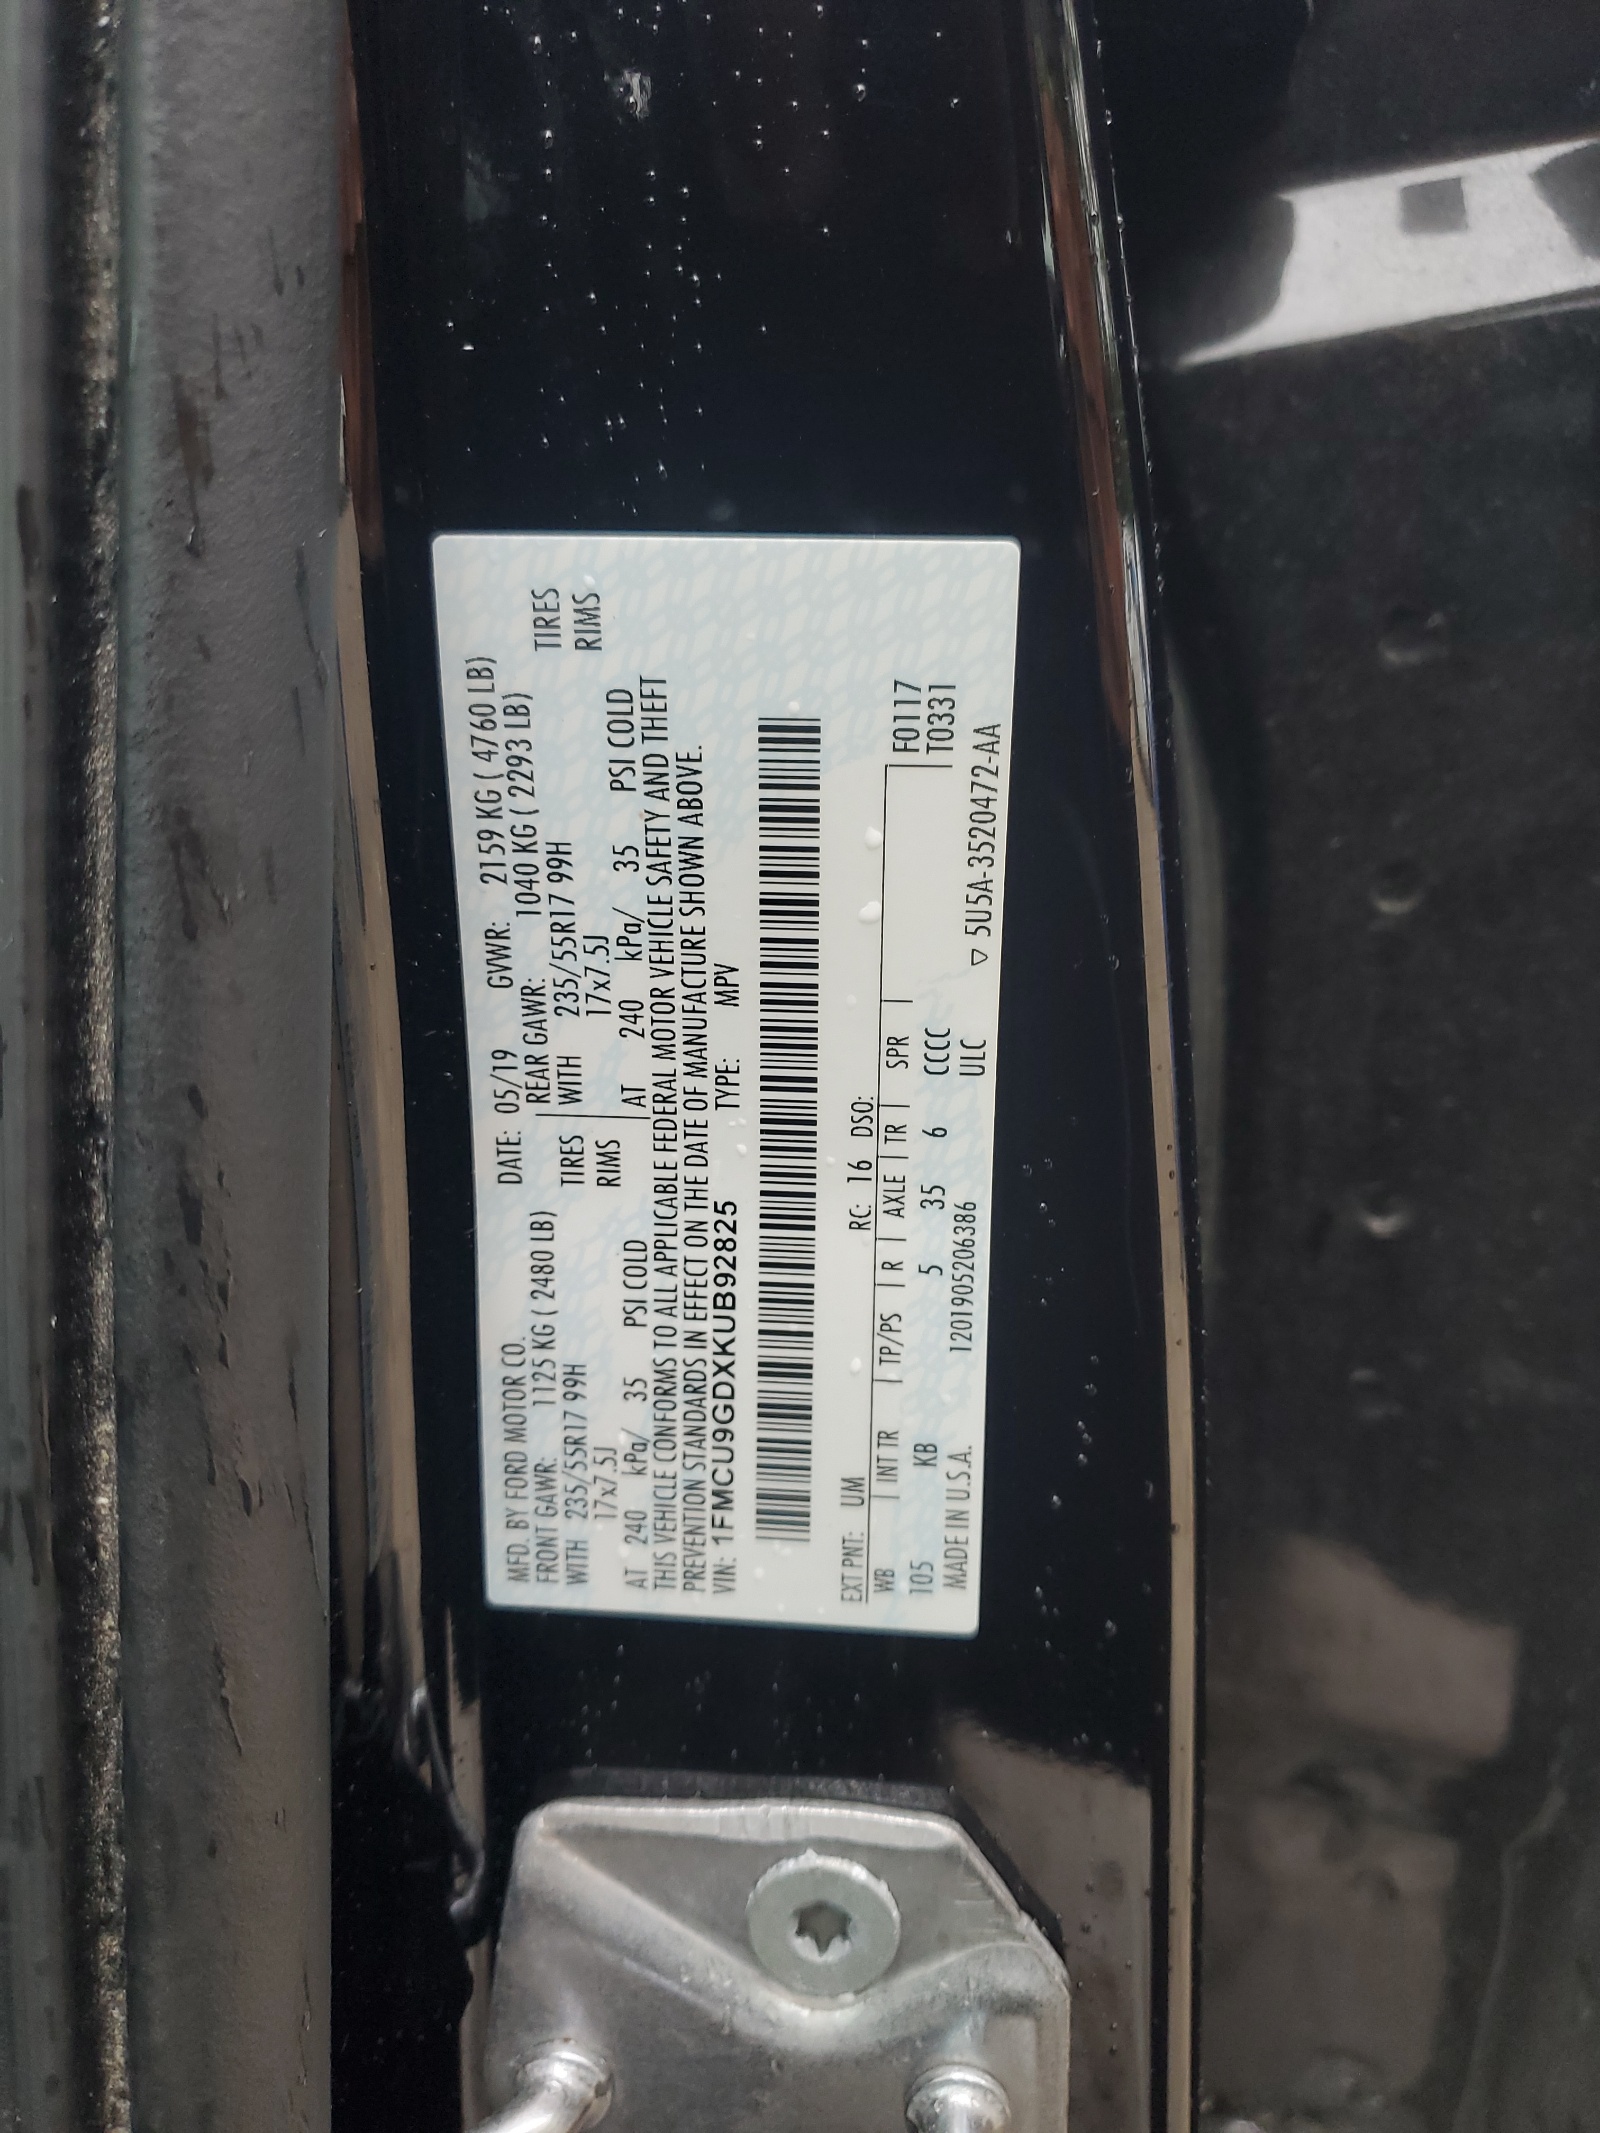 MFD. BY FORD MOTOR CO. DATE: 05/19 GVWR: 2159 KG ( 4760 LB)
FRONT GAWR: 1125 KG ( 2480 LB) REAR GAWR: 1040 KG ( 2293 LB)
WITH 235/55R17 99H TIRES WITH 235/55R17 99H TIRES
17x7.5J RIMS 17x7.5J RIMS
AT 240 kPa/ 35 PSI COLD AT 240 kPa/ 35 PSI COLD
THIS VEHICLE CONFORMS TO ALL APPLICABLE FEDERAL MOTOR VEHICLE SAFETY AND THEFT
PREVENTION STANDARDS IN EFFECT ON THE DATE OF MANUFACTURE SHOWN ABOVE.
VIN: 1FMCU9GDXKUB92825 TYPE: MPV
EXT PNT: UM RC: 16 DSO:
WB | INT TR | TP/PS | R | AXLE | TR | SPR | F0117
105 KB 5 35 6 CCCC T0331
MADE IN U.S.A. 1201905206386 ULC ▽ 5U5A-3520472-AA